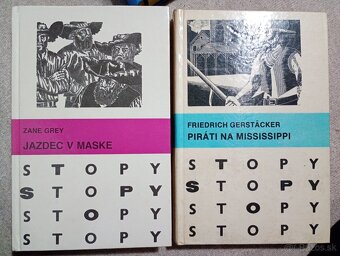 ZANE GREY
JAZDEC V MASKE
STOPY
STOPY
STOPY
STOPY
FRIEDRICH GERSTÄCKER
PIRÁTI NA MISSISSIPPI
STOPY
STOPY
STOPY
STOPY